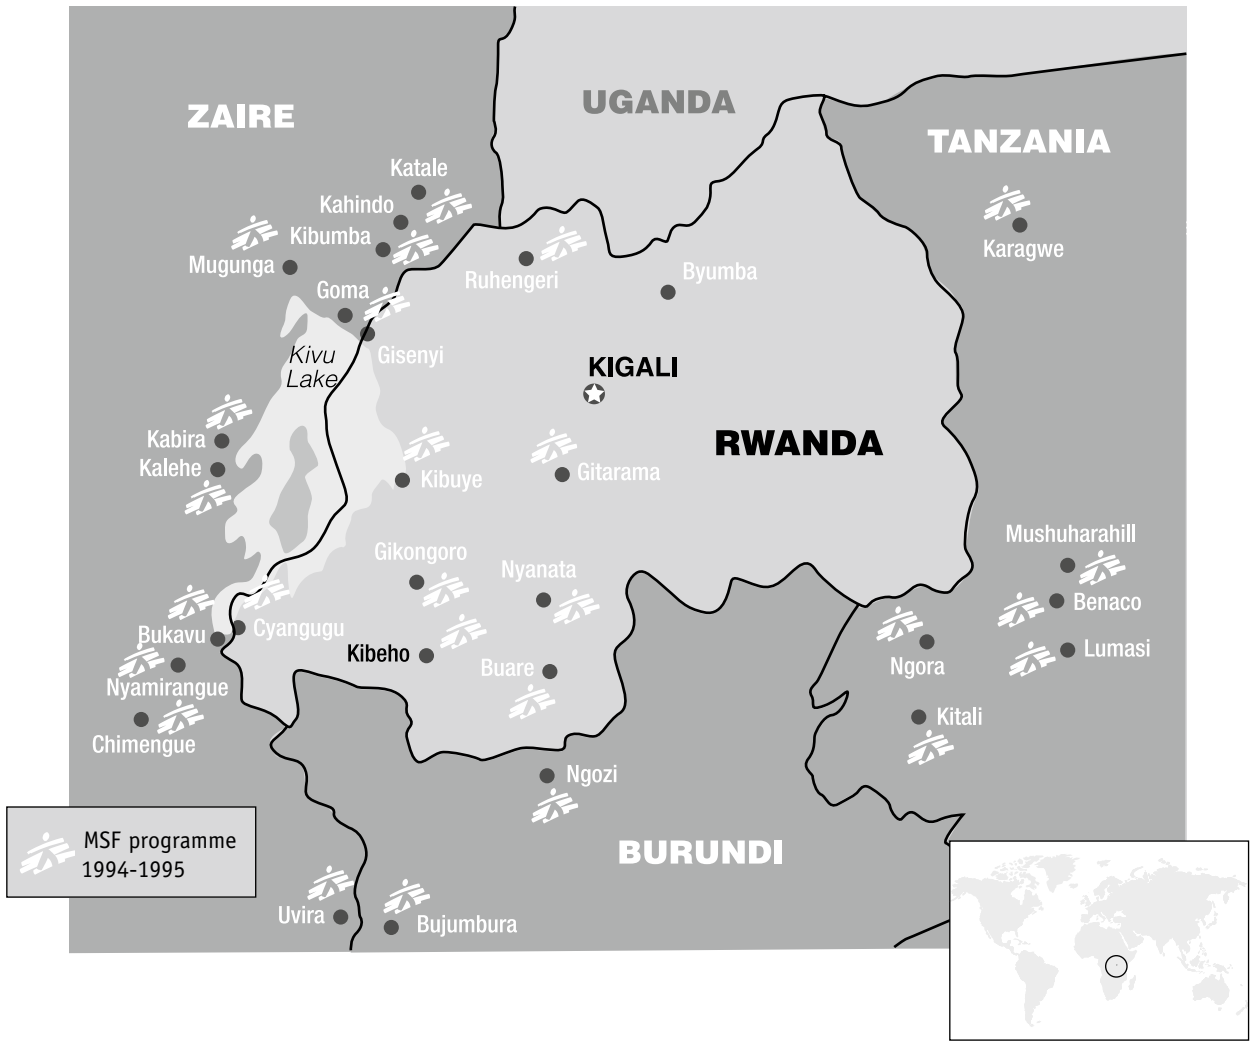 UGANDA
ZAIRE
TANZANIA
Katale
Kahindo
Kibumba
Mugunga
Karagwe
Ruhengeri
Byumba
Goma
Gisenyi
Kivu
Lake
KIGALI
RWANDA
Kabira
Kalehe
Kibuye
Gitarama
Mushuharahill
Gikongoro
Nyanata
Benaco
Bukavu
Cyangugu
Kibeho
Buare
Ngora
Lumasi
Nyamirangue
Chimengue
Kitali
Ngozi
MSF programme
1994-1995
BURUNDI
Uvira
Bujumbura